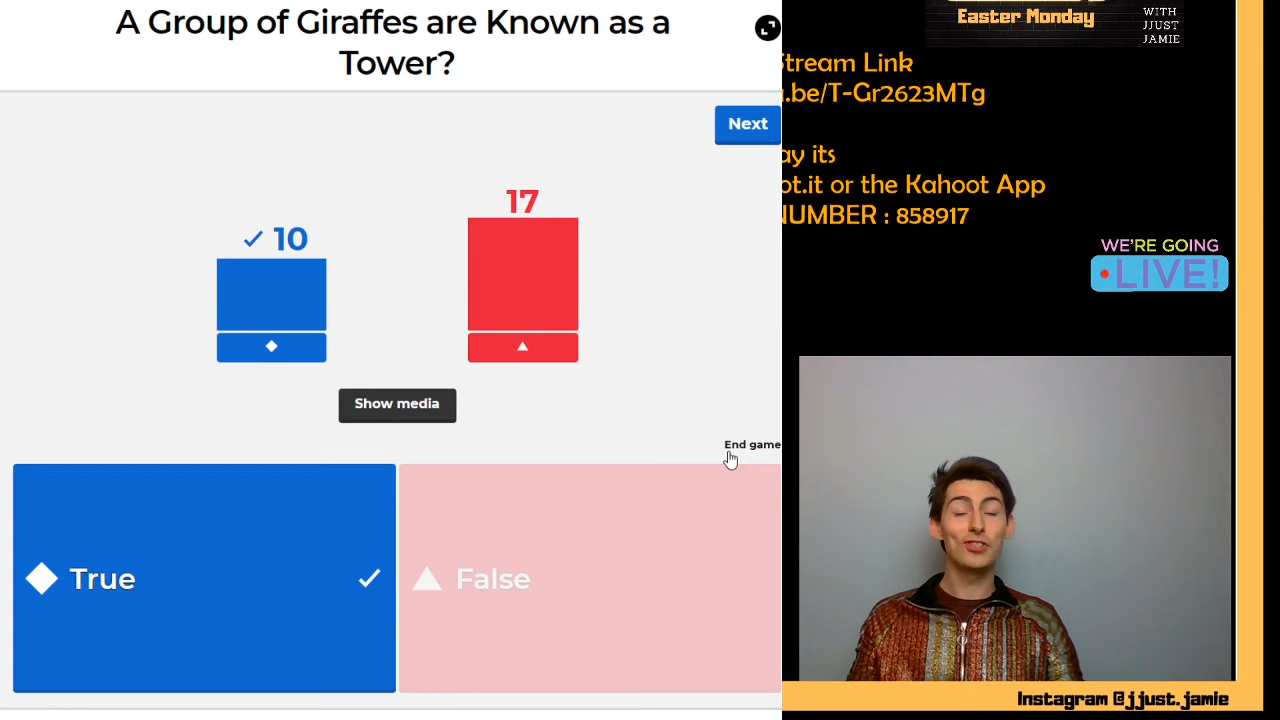 A Group of Giraffes are Known as a
Tower?
Next
10
17
Show media
End game
True
False
Easter Monday
WITH
JJUST
JAMIE
Stream Link
.be/T-Gr2623MTg
ay its
ot.it or the Kahoot App
NUMBER : 858917
WE'RE GOING
LIVE!
Instagram @jjust.jamie